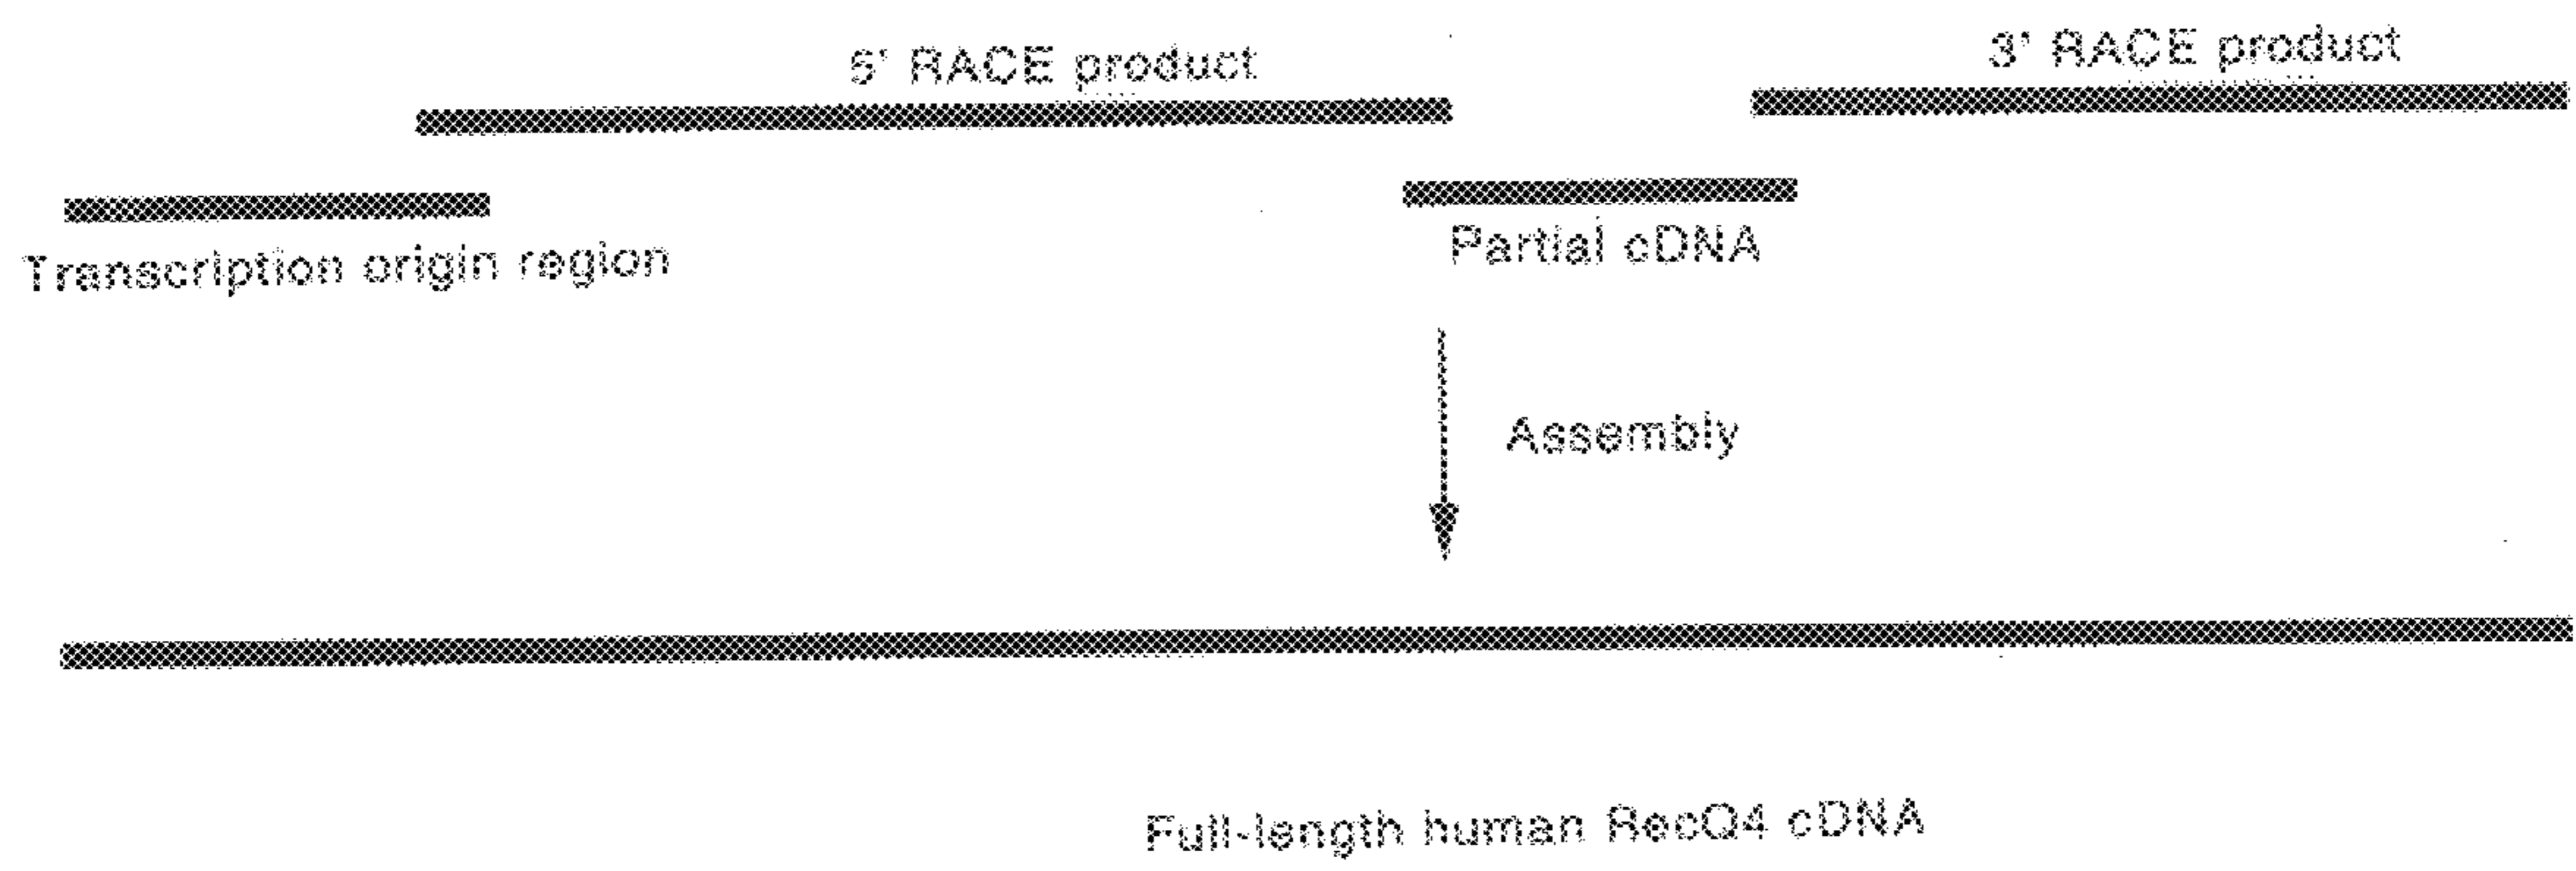 5' RACE product
3' RACE product
Transcription origin region
Partial cDNA
Assembly
Full-length human RecQ4 cDNA